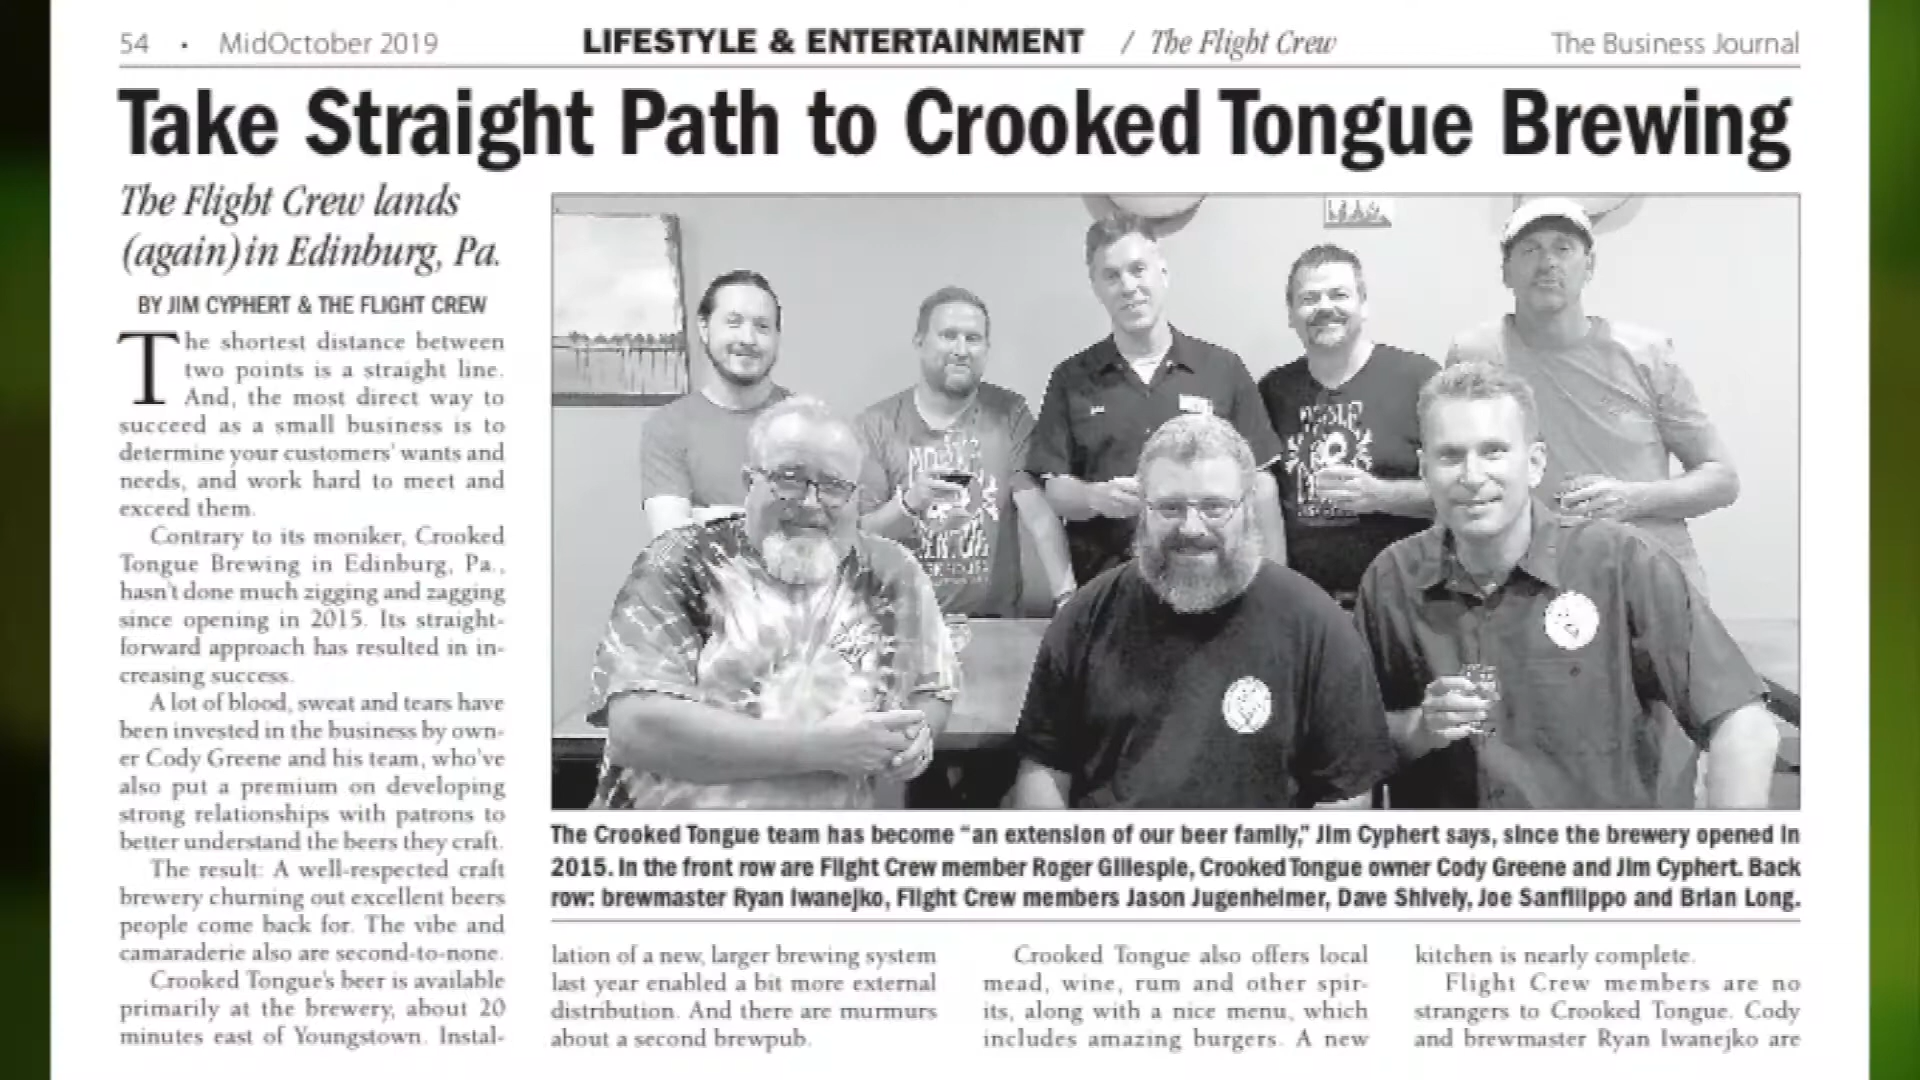 54 • MidOctober 2019 LIFESTYLE & ENTERTAINMENT / The Flight Crew The Business Journal
Take Straight Path to Crooked Tongue Brewing
The Flight Crew lands
(again) in Edinburg, Pa.
BY JIM CYPHERT & THE FLIGHT CREW
The shortest distance between
two points is a straight line.
And, the most direct way to
succeed as a small business is to
determine your customers' wants and
needs, and work hard to meet and
exceed them.
Contrary to its moniker, Crooked
Tongue Brewing in Edinburg, Pa.,
hasn't done much zigging and zagging
since opening in 2015. Its straight-
forward approach has resulted in in-
creasing success.
A lot of blood, sweat and tears have
been invested in the business by own-
er Cody Greene and his team, who've
also put a premium on developing
strong relationships with patrons to
better understand the beers they craft.
The result: A well-respected craft
brewery churning out excellent beers
people come back for. The vibe and
camaraderie also are second-to-none.
Crooked Tongue's beer is available
primarily at the brewery, about 20
minutes east of Youngstown. Instal-
The Crooked Tongue team has become “an extension of our beer family,” Jim Cyphert says, since the brewery opened in
2015. In the front row are Flight Crew member Roger Gillespie, Crooked Tongue owner Cody Greene and Jim Cyphert. Back
row: brewmaster Ryan Iwanejko, Flight Crew members Jason Jugenheimer, Dave Shively, Joe Sanfilippo and Brian Long.
lation of a new, larger brewing system
last year enabled a bit more external
distribution. And there are murmurs
about a second brewpub.
Crooked Tongue also offers local
mead, wine, rum and other spir-
its, along with a nice menu, which
includes amazing burgers. A new
kitchen is nearly complete.
Flight Crew members are no
strangers to Crooked Tongue. Cody
and brewmaster Ryan Iwanejko are